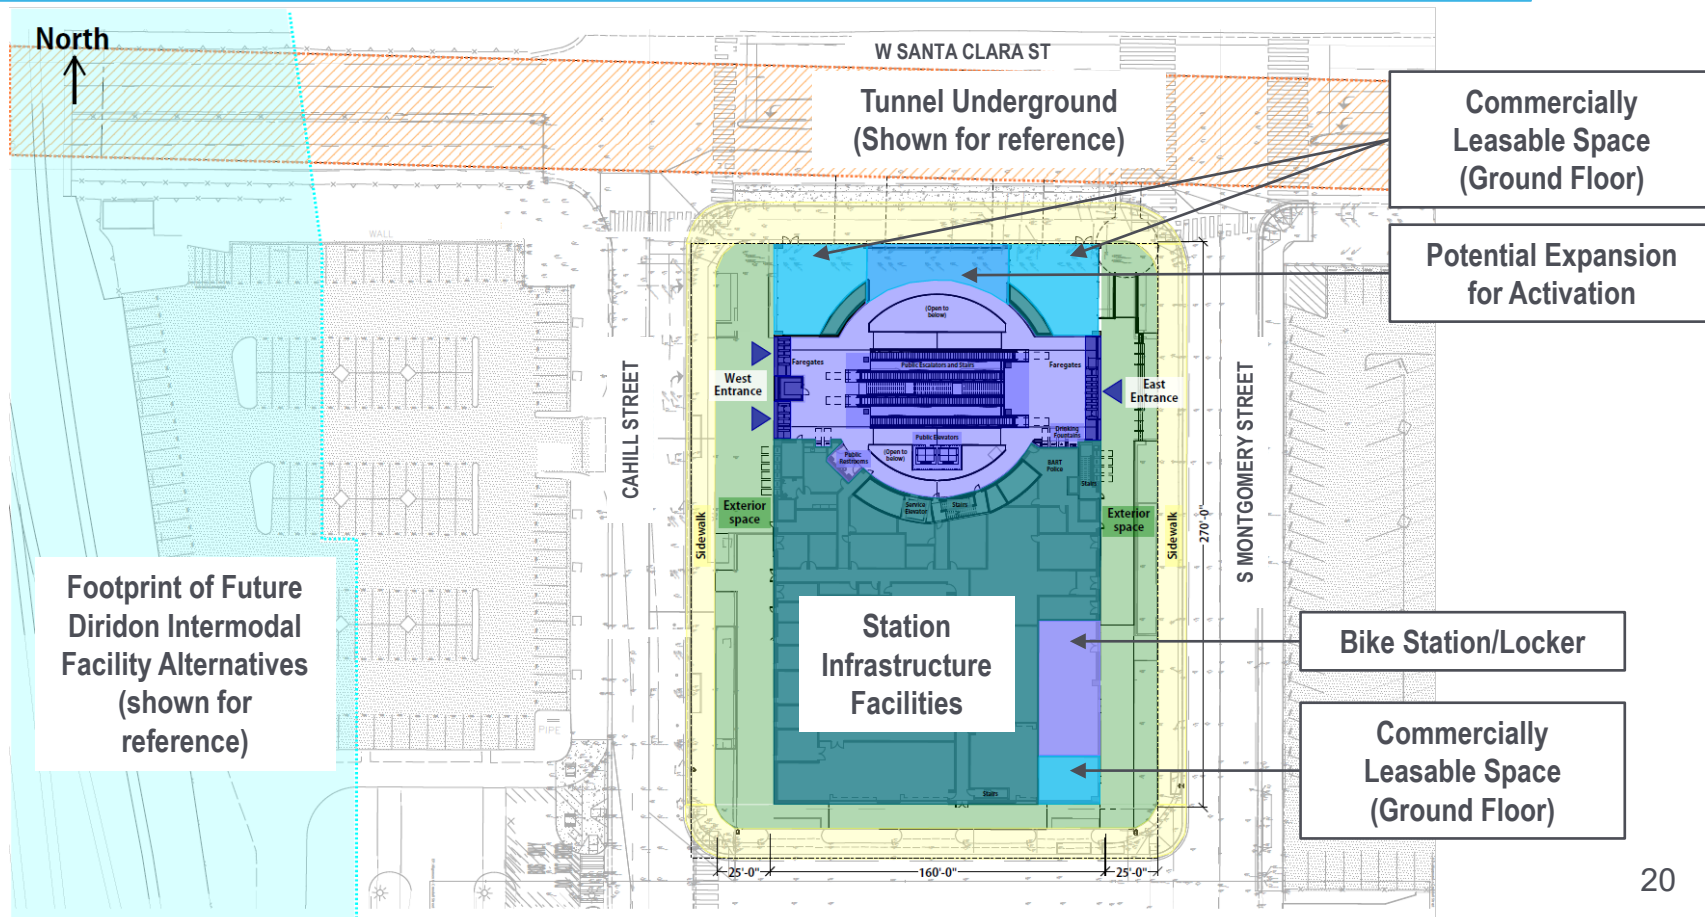 North
W SANTA CLARA ST
Tunnel Underground
(Shown for reference)
Commercially
Leasable Space
(Ground Floor)
Potential Expansion
for Activation
WALL
(Open to
below)
Faregates
Public Escalators and Stairs
Faregates
West
Entrance
East
Entrance
CAHILL STREET
S MONTGOMERY STREET
Drinking
Fountains
Public Elevators
Public
Restrooms
(Open to
below)
BART
Police
Stairs
Service
Elevator
Stairs
Exterior
space
Exterior
space
Sidewalk
Sidewalk
270'-0"
Footprint of Future
Diridon Intermodal
Facility Alternatives
(shown for
reference)
Station
Infrastructure
Facilities
Bike Station/Locker
Commercially
Leasable Space
(Ground Floor)
PIPE
Stairs
25'-0"
160'-0"
25'-0"
20